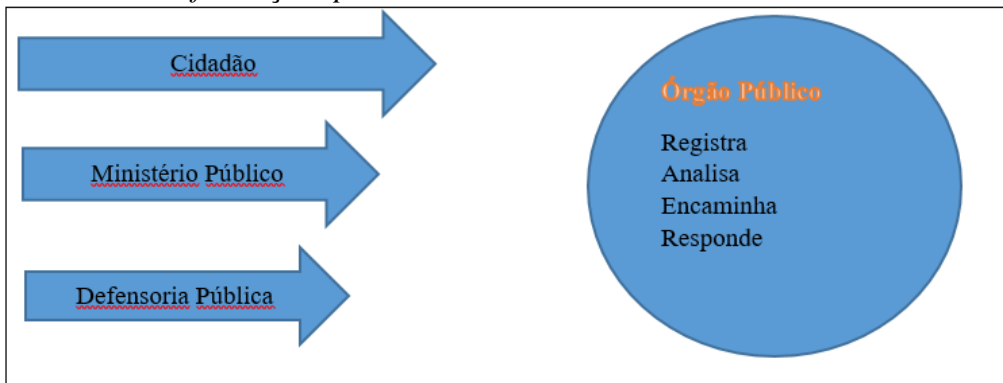 Cidadão
Ministério Público
Defensoria Pública
Órgão Público
Registra
Analisa
Encaminha
Responde